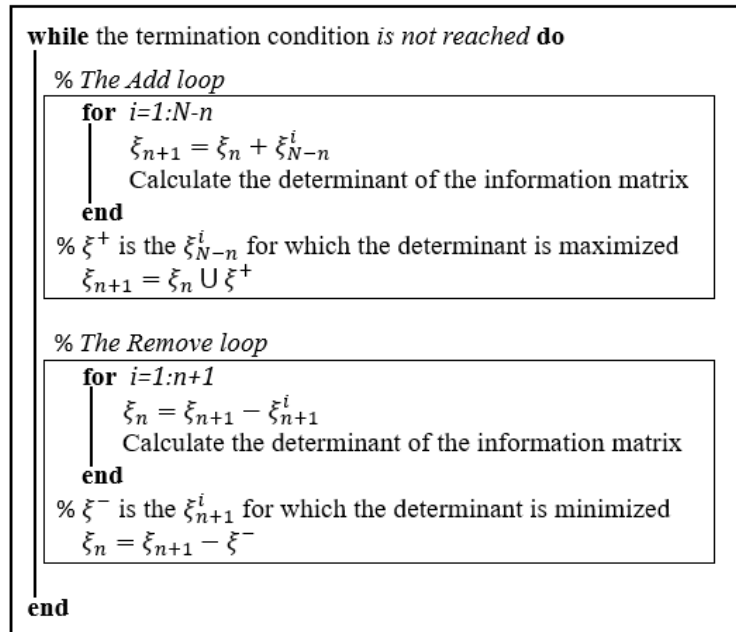 while the termination condition is not reached do
% The Add loop
for i=1:N-n
ξₙ₊₁ = ξₙ + ξⁱ_{N−n}
Calculate the determinant of the information matrix
end
% ξ⁺ is the ξⁱ_{N−n} for which the determinant is maximized
ξₙ₊₁ = ξₙ ∪ ξ⁺
% The Remove loop
for i=1:n+1
ξₙ = ξₙ₊₁ − ξⁱₙ₊₁
Calculate the determinant of the information matrix
end
% ξ⁻ is the ξⁱₙ₊₁ for which the determinant is minimized
ξₙ = ξₙ₊₁ − ξ⁻
end